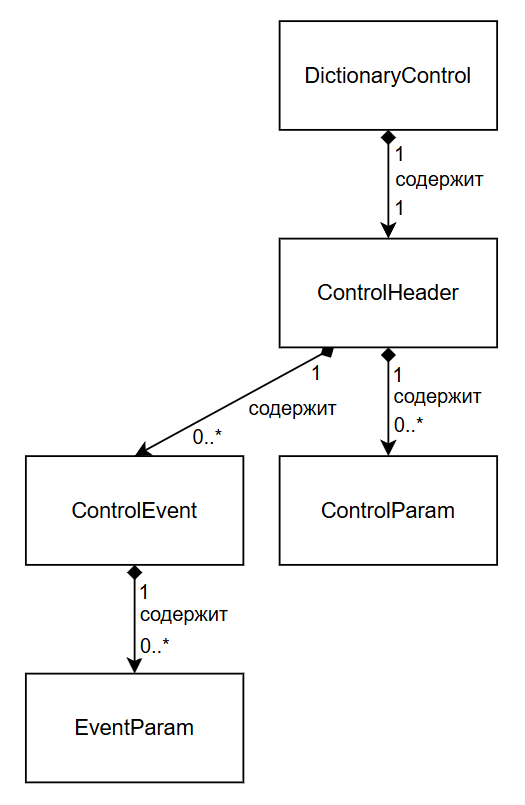 DictionaryControl
1
содержит
1
ControlHeader
1
содержит
0..*
1
содержит
0..*
ControlEvent
ControlParam
1
содержит
0..*
EventParam